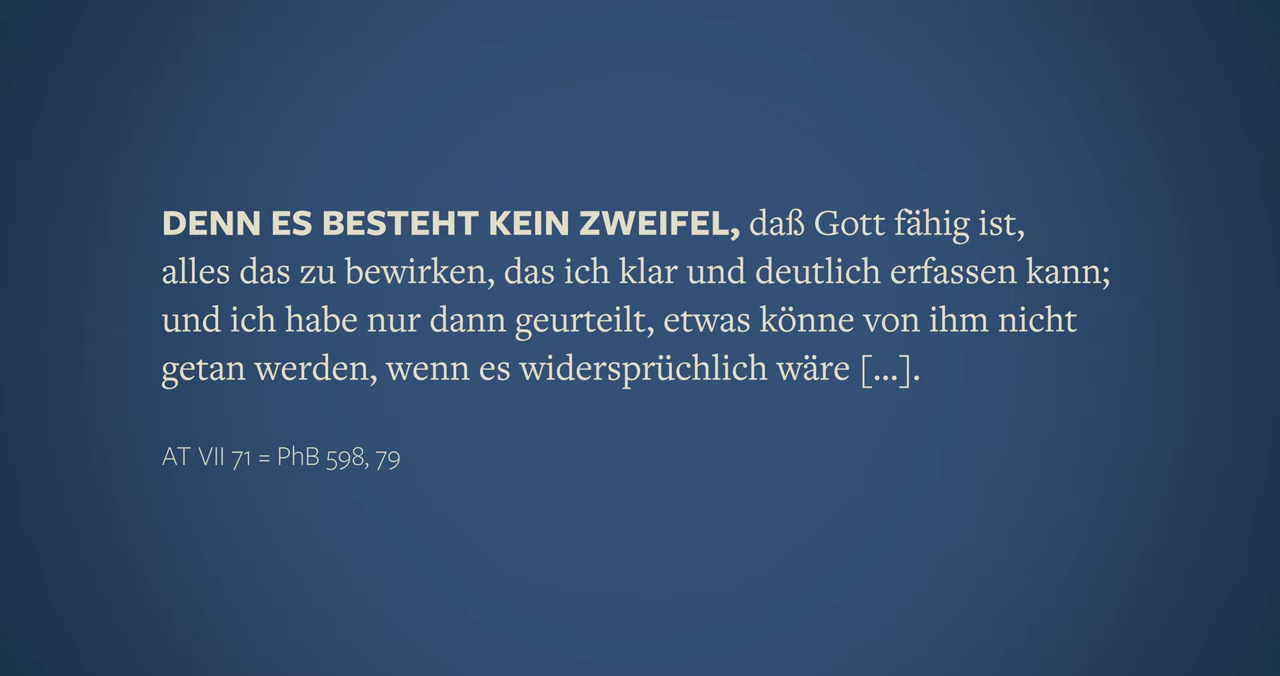 DENN ES BESTEHT KEIN ZWEIFEL, daß Gott fähig ist,
alles das zu bewirken, das ich klar und deutlich erfassen kann;
und ich habe nur dann geurteilt, etwas könne von ihm nicht
getan werden, wenn es widersprüchlich wäre [...].
AT VII 71 = PhB 598, 79